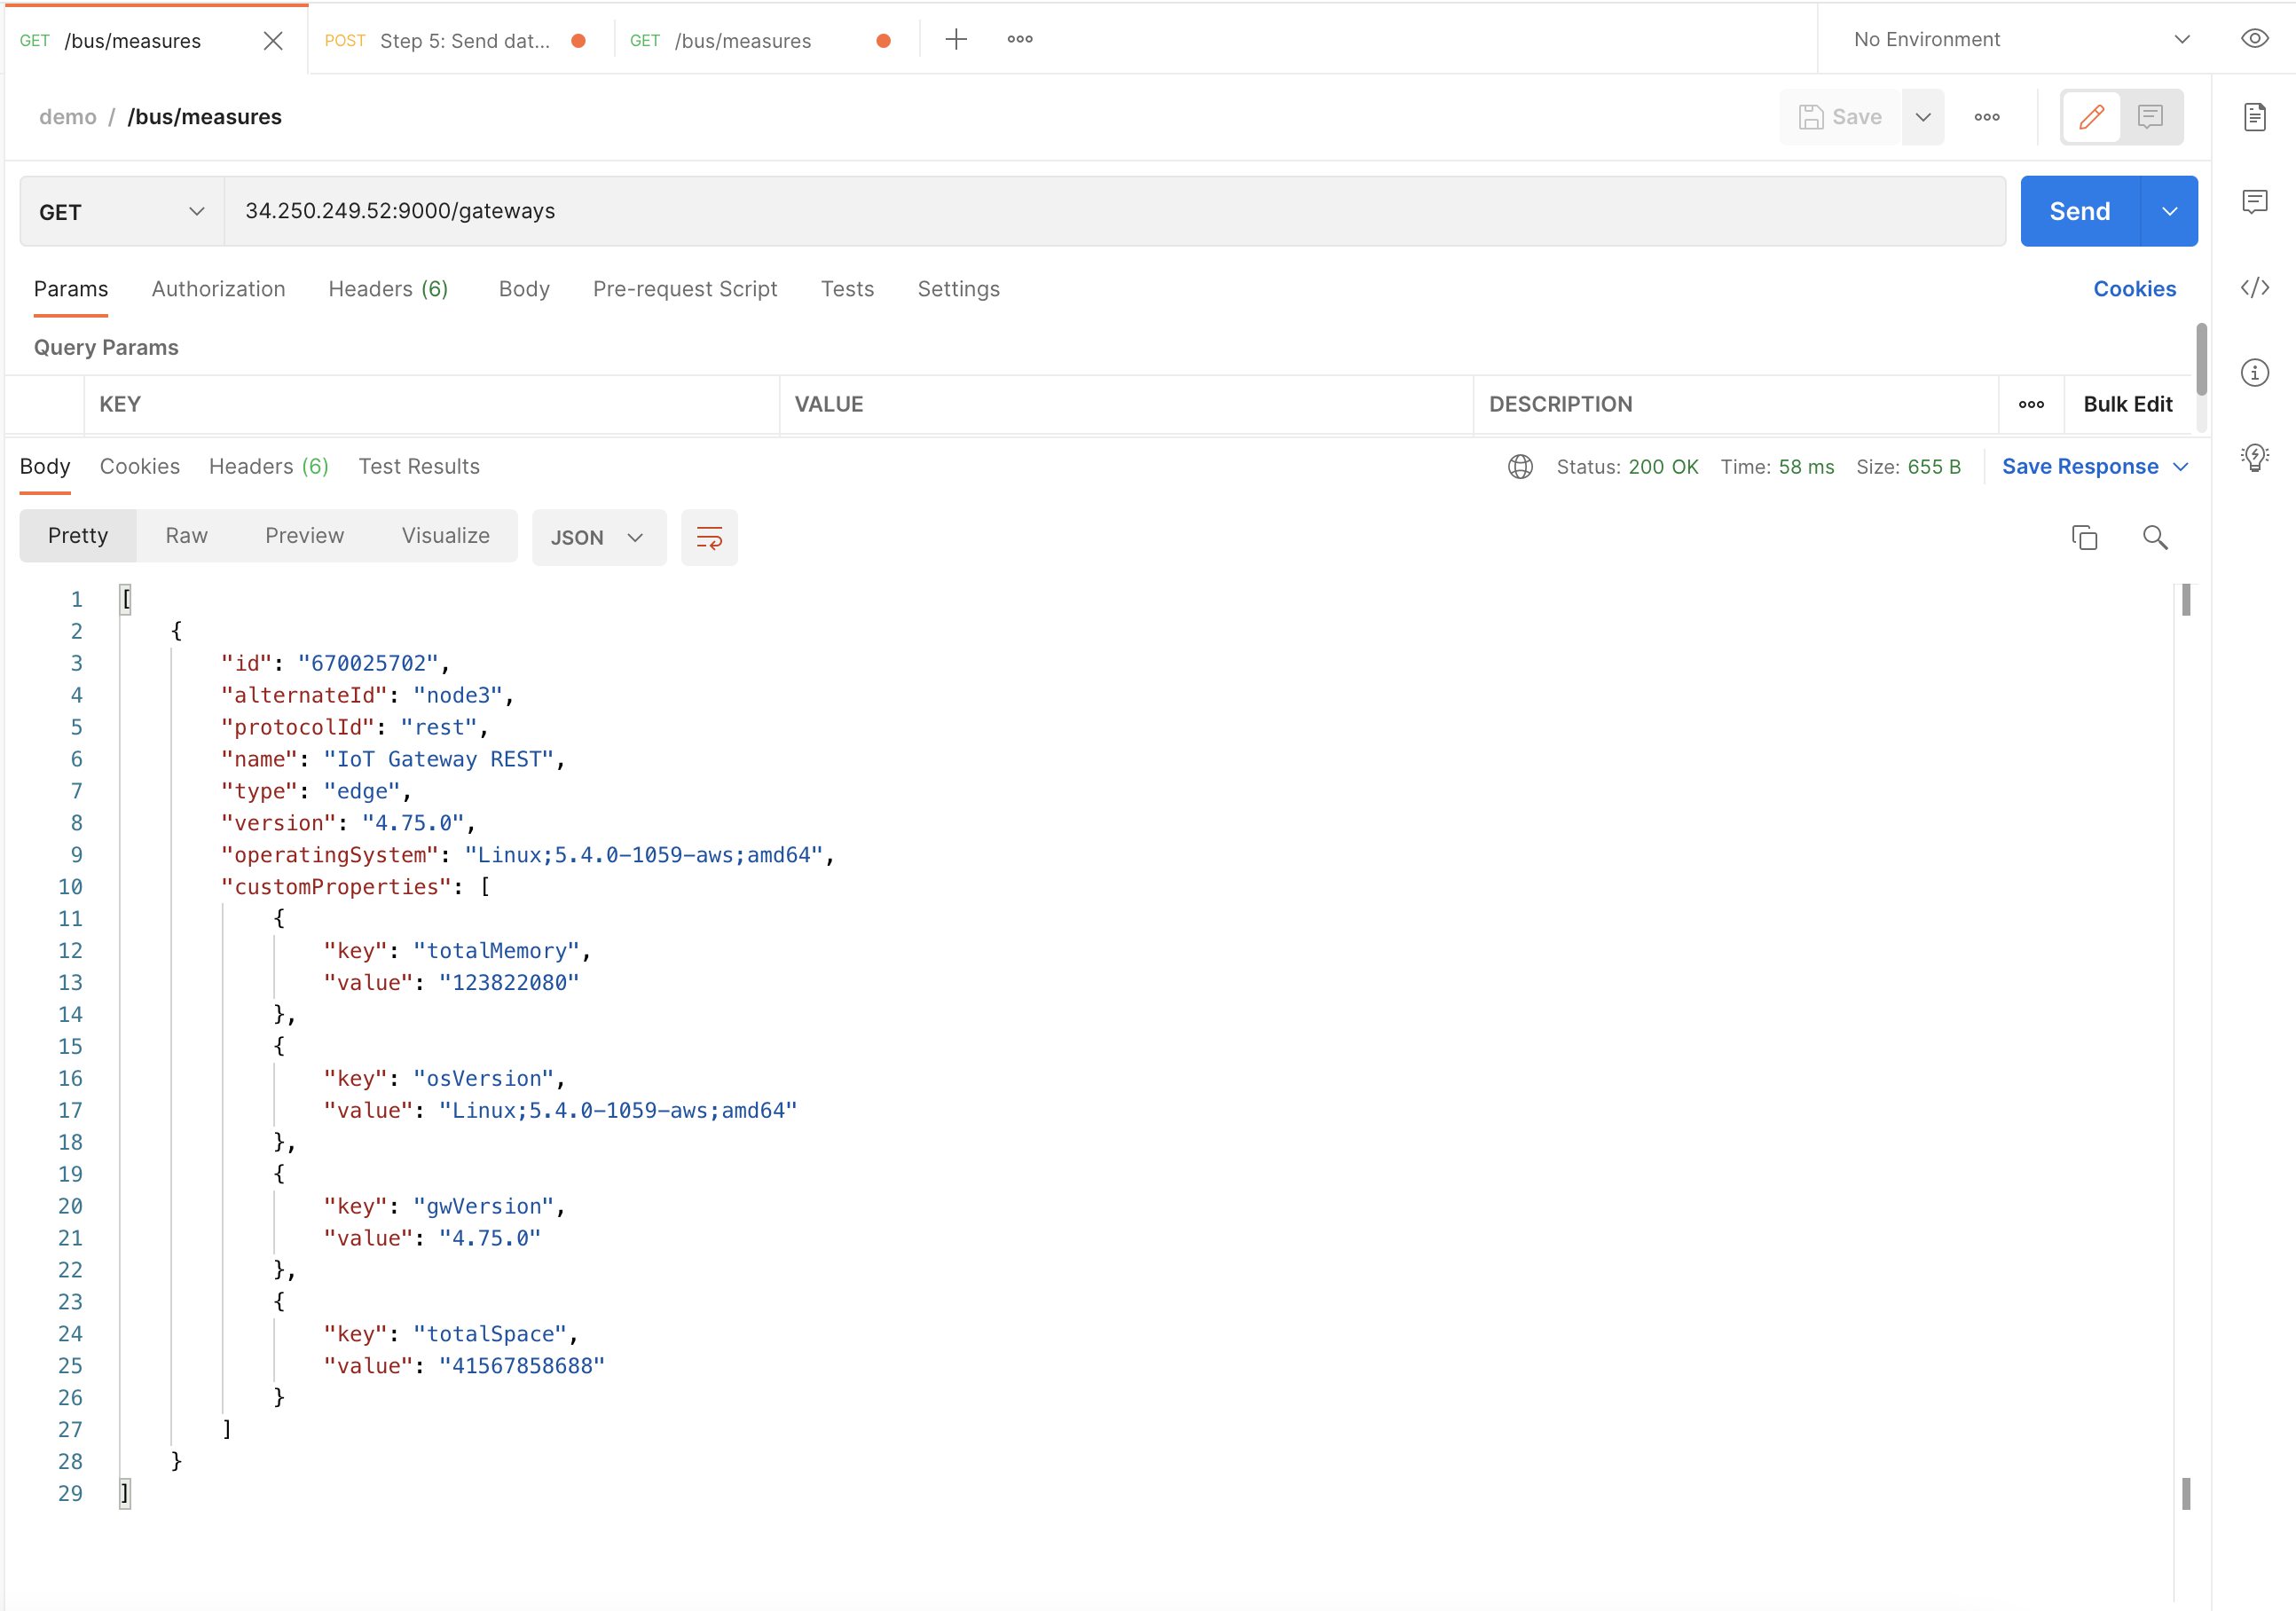 GET /bus/measures POST Step 5: Send dat... GET /bus/measures No Environment
demo / /bus/measures Save
GET 34.250.249.52:9000/gateways Send
Params Authorization Headers (6) Body Pre-request Script Tests Settings Cookies
Query Params
KEY VALUE DESCRIPTION Bulk Edit
Body Cookies Headers (6) Test Results Status: 200 OK Time: 58 ms Size: 655 B Save Response
Pretty Raw Preview Visualize JSON
1 [
2 {
3 "id": "670025702",
4 "alternateId": "node3",
5 "protocolId": "rest",
6 "name": "IoT Gateway REST",
7 "type": "edge",
8 "version": "4.75.0",
9 "operatingSystem": "Linux;5.4.0-1059-aws;amd64",
10 "customProperties": [
11 {
12 "key": "totalMemory",
13 "value": "123822080"
14 },
15 {
16 "key": "osVersion",
17 "value": "Linux;5.4.0-1059-aws;amd64"
18 },
19 {
20 "key": "gwVersion",
21 "value": "4.75.0"
22 },
23 {
24 "key": "totalSpace",
25 "value": "41567858688"
26 }
27 ]
28 }
29 ]